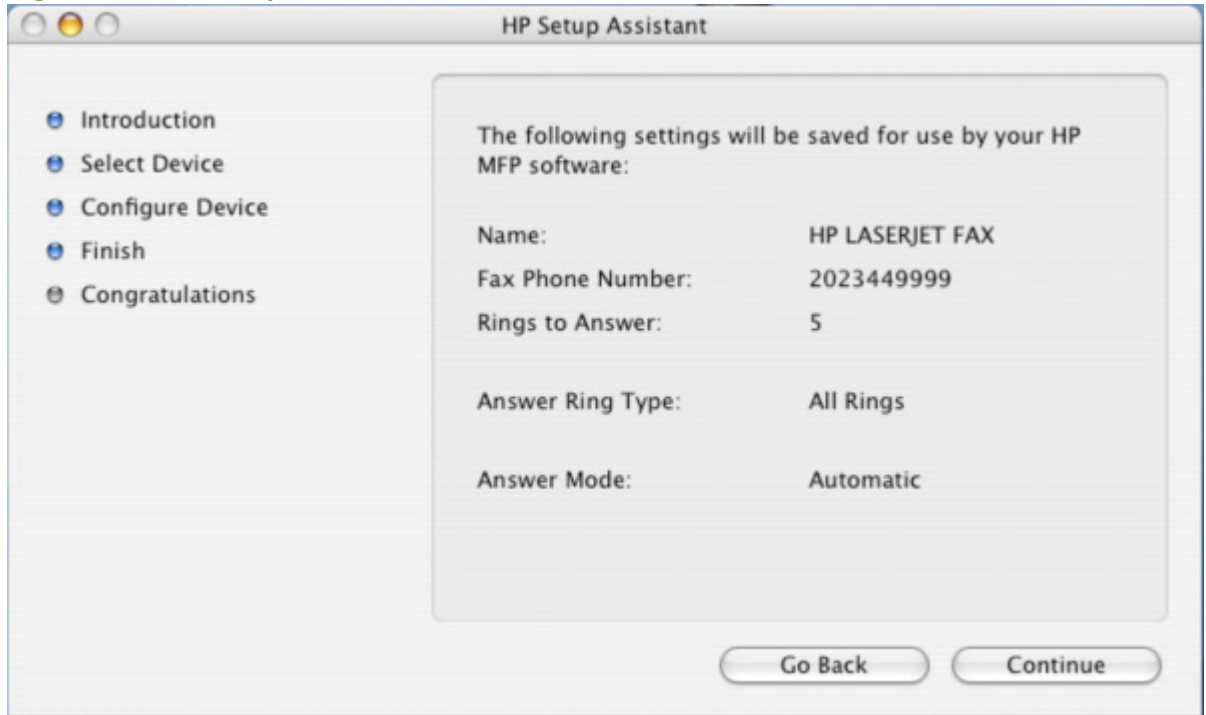 HP Setup Assistant
Introduction
Select Device
Configure Device
Finish
Congratulations
The following settings will be saved for use by your HP
MFP software:
Name: HP LASERJET FAX
Fax Phone Number: 2023449999
Rings to Answer: 5
Answer Ring Type: All Rings
Answer Mode: Automatic
Go Back Continue